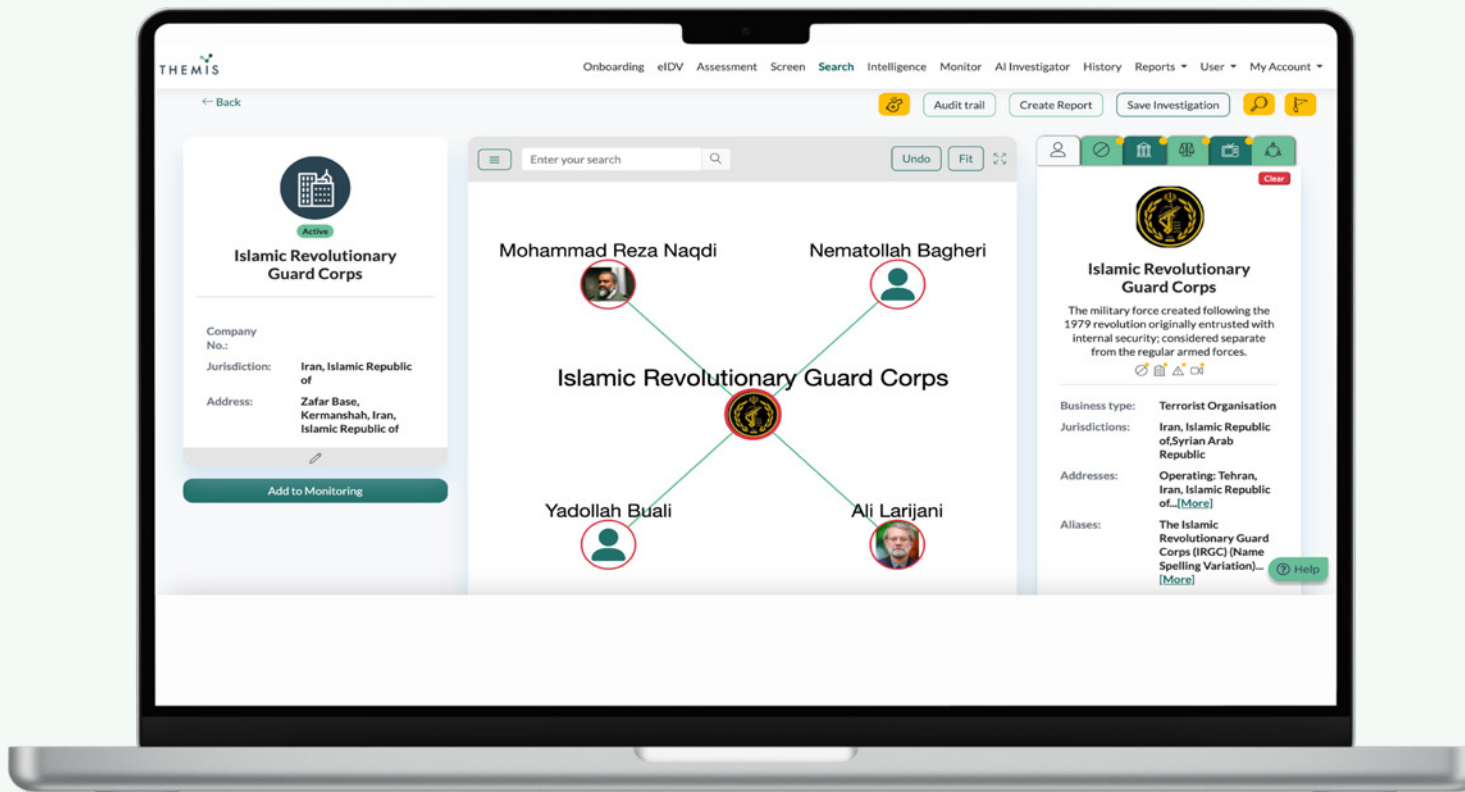 THEMIS
Onboarding eIDV Assessment Screen Search Intelligence Monitor AI Investigator History Reports User My Account
← Back
Audit trail
Create Report
Save Investigation
Active
Islamic Revolutionary
Guard Corps
Company
No.:
Jurisdiction: Iran, Islamic Republic
of
Address: Zafar Base,
Kermanshah, Iran,
Islamic Republic of
Add to Monitoring
Enter your search
Undo
Fit
Mohammad Reza Naqdi
Nematollah Bagheri
Islamic Revolutionary Guard Corps
Yadollah Buali
Ali Larijani
Clear
Islamic Revolutionary
Guard Corps
The military force created following the
1979 revolution originally entrusted with
internal security; considered separate
from the regular armed forces.
Business type: Terrorist Organisation
Jurisdictions: Iran, Islamic Republic
of,Syrian Arab
Republic
Addresses: Operating: Tehran,
Iran, Islamic Republic
of...[More]
Aliases: The Islamic
Revolutionary Guard
Corps (IRGC) (Name
Spelling Variation)...
[More]
Help